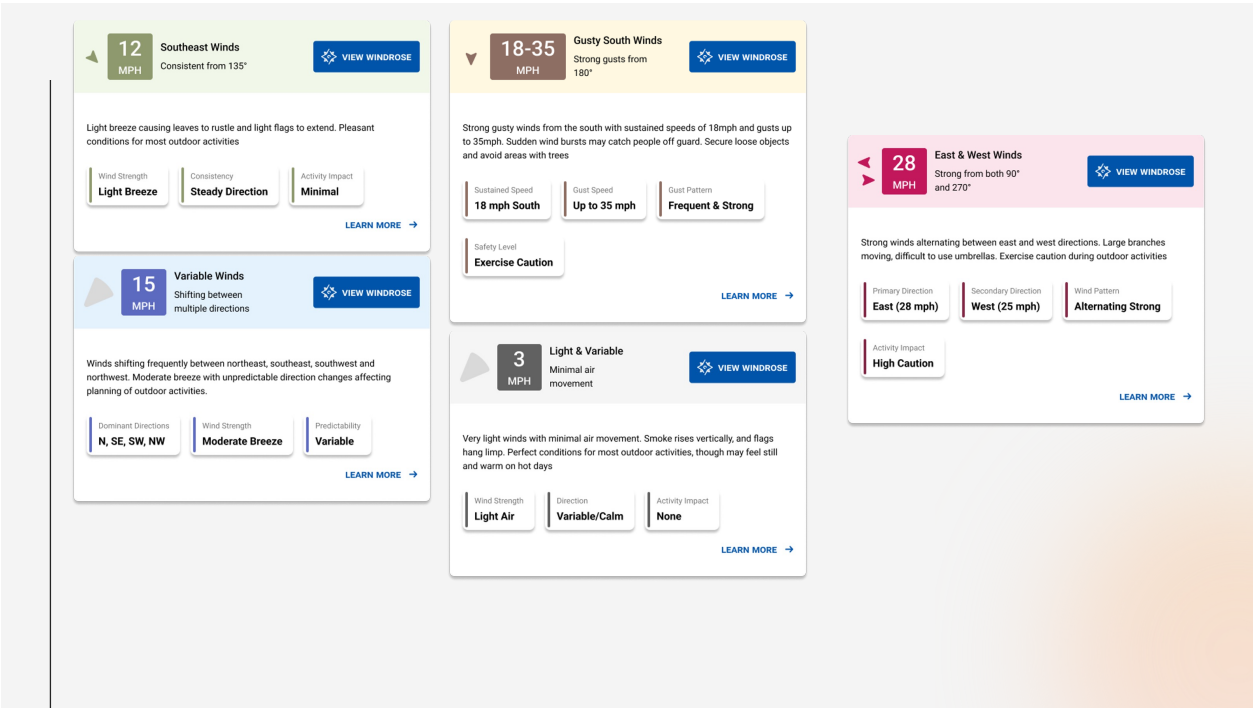 12
MPH
Southeast Winds
Consistent from 135°
VIEW WINDROSE
Light breeze causing leaves to rustle and light flags to extend. Pleasant
conditions for most outdoor activities
Wind Strength
Light Breeze
Consistency
Steady Direction
Activity Impact
Minimal
LEARN MORE →
15
MPH
Variable Winds
Shifting between
multiple directions
VIEW WINDROSE
Winds shifting frequently between northeast, southeast, southwest and
northwest. Moderate breeze with unpredictable direction changes affecting
planning of outdoor activities.
Dominant Directions
N, SE, SW, NW
Wind Strength
Moderate Breeze
Predictability
Variable
LEARN MORE →
18-35
MPH
Gusty South Winds
Strong gusts from
180°
VIEW WINDROSE
Strong gusty winds from the south with sustained speeds of 18mph and gusts up
to 35mph. Sudden wind bursts may catch people off guard. Secure loose objects
and avoid areas with trees
Sustained Speed
18 mph South
Gust Speed
Up to 35 mph
Gust Pattern
Frequent & Strong
Safety Level
Exercise Caution
LEARN MORE →
3
MPH
Light & Variable
Minimal air
movement
VIEW WINDROSE
Very light winds with minimal air movement. Smoke rises vertically, and flags
hang limp. Perfect conditions for most outdoor activities, though may feel still
and warm on hot days
Wind Strength
Light Air
Direction
Variable/Calm
Activity Impact
None
LEARN MORE →
28
MPH
East & West Winds
Strong from both 90°
and 270°
VIEW WINDROSE
Strong winds alternating between east and west directions. Large branches
moving, difficult to use umbrellas. Exercise caution during outdoor activities
Primary Direction
East (28 mph)
Secondary Direction
West (25 mph)
Wind Pattern
Alternating Strong
Activity Impact
High Caution
LEARN MORE →